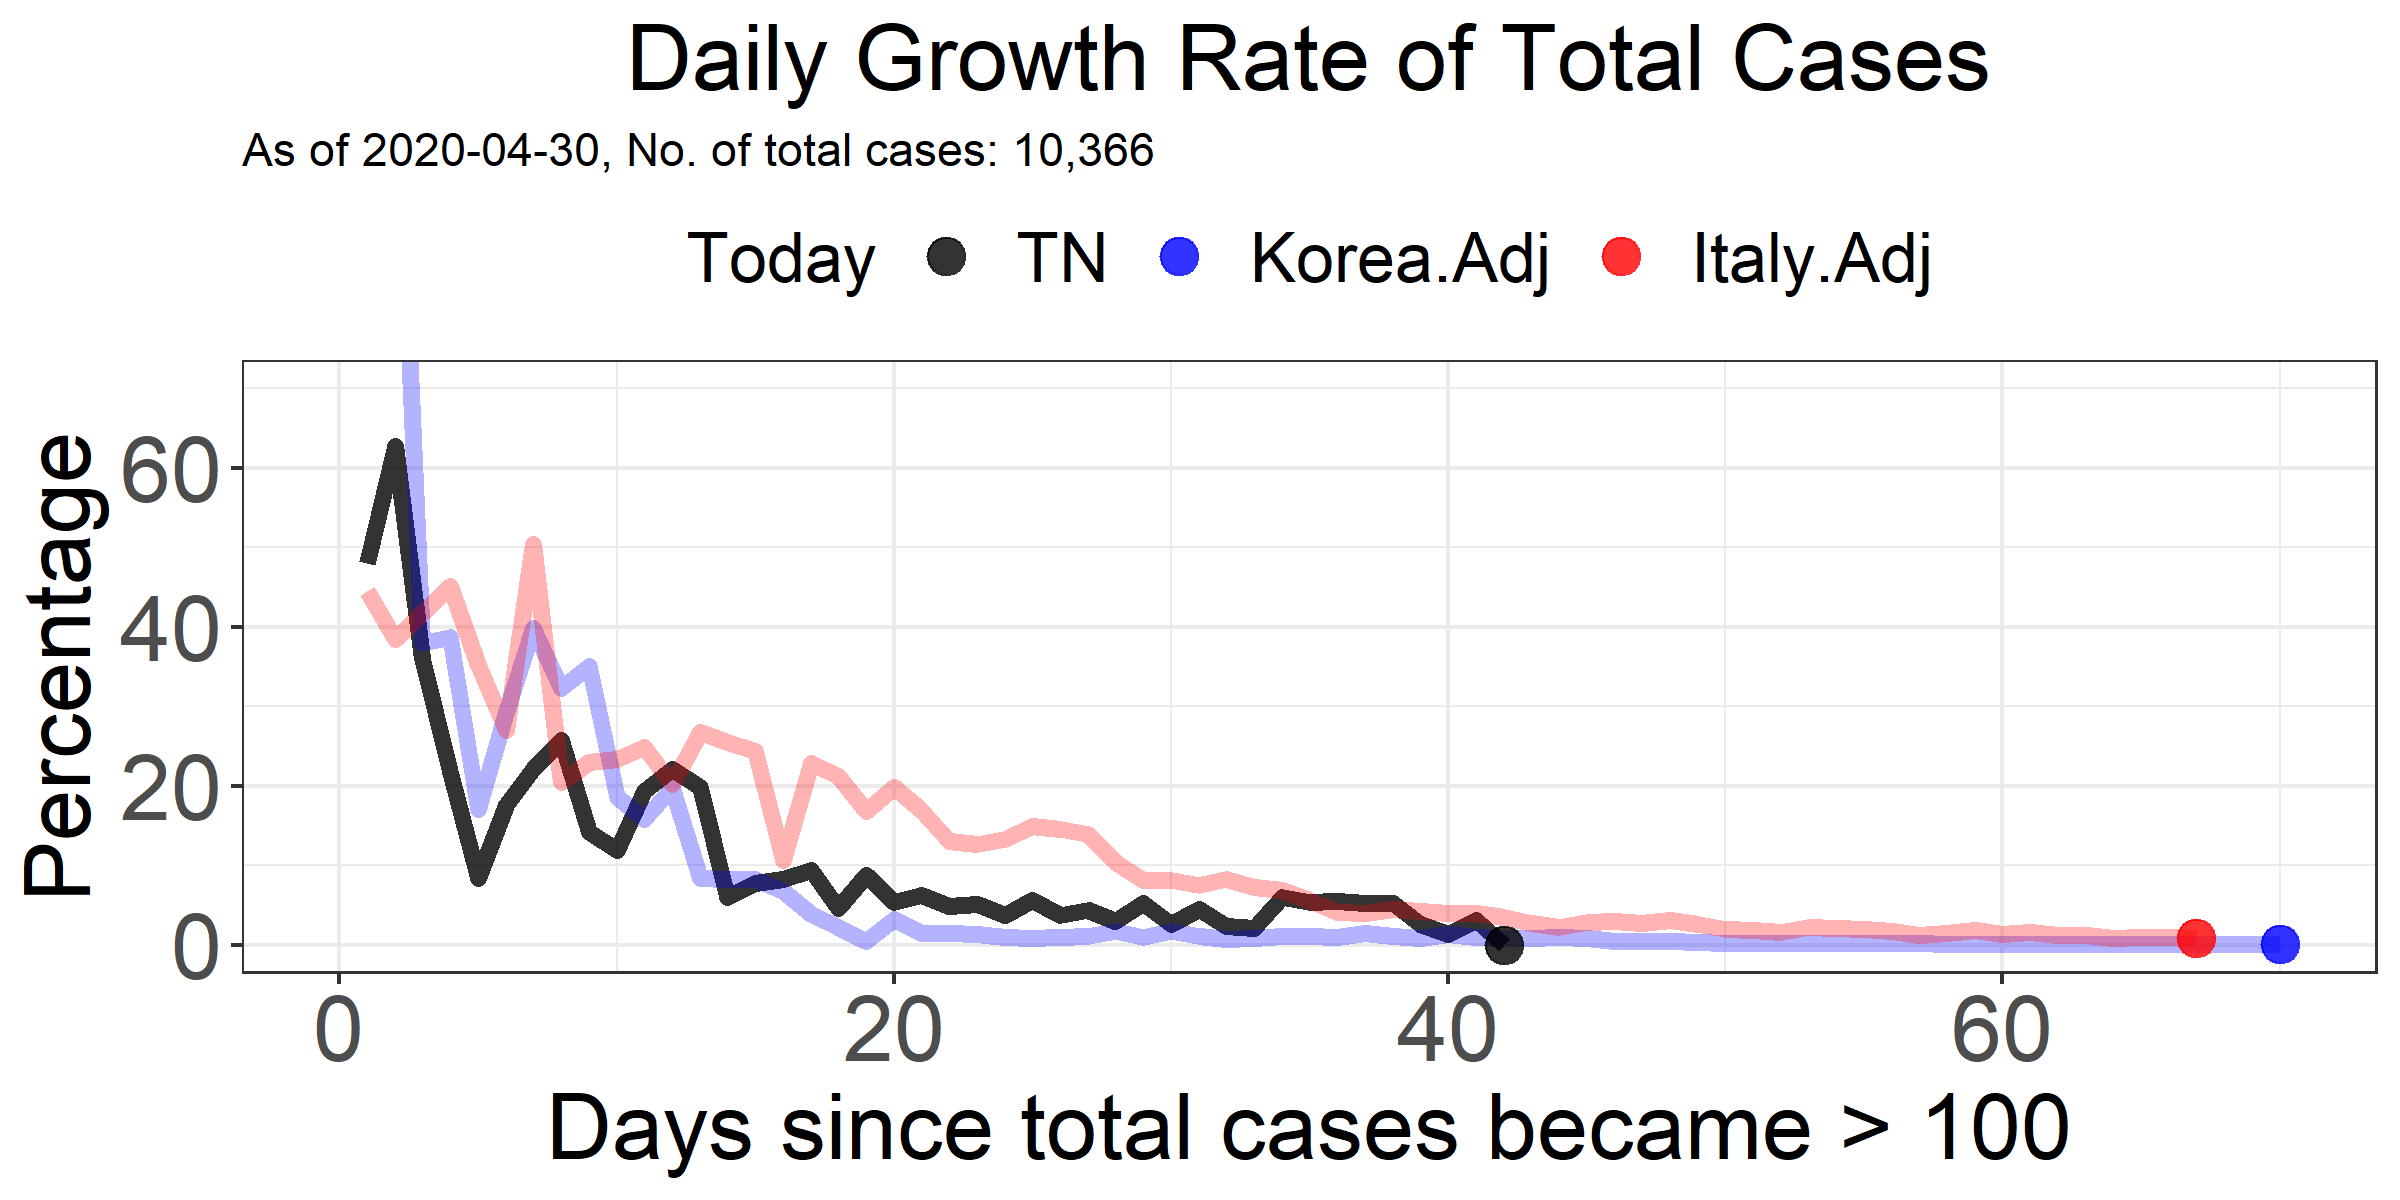 Daily Growth Rate of Total Cases
As of 2020-04-30, No. of total cases: 10,366
Today TN Korea.Adj Italy.Adj
Percentage
60
40
20
0
0 20 40 60
Days since total cases became > 100